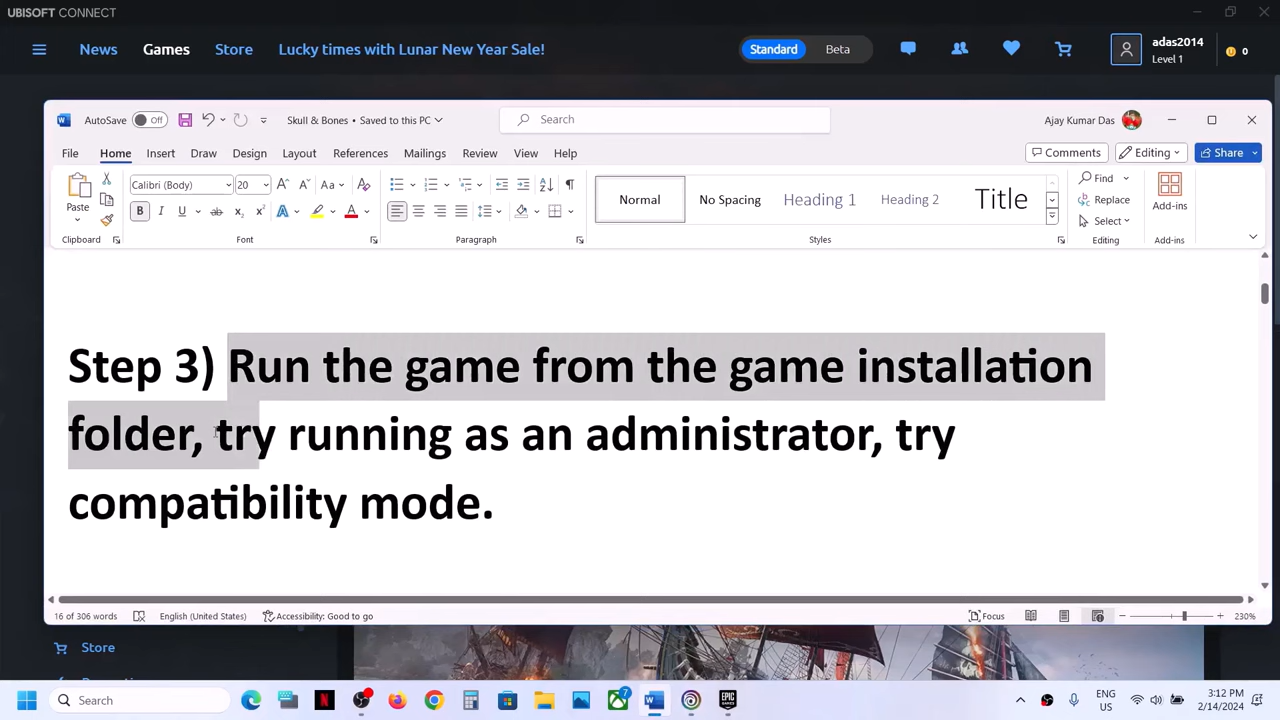 UBISOFT CONNECT
News Games Store Lucky times with Lunar New Year Sale! Standard Beta adas2014 0
Level 1
AutoSave Off Skull & Bones • Saved to this PC Search Ajay Kumar Das
File Home Insert Draw Design Layout References Mailings Review View Help Comments Editing Share
Paste Calibri (Body) 20 Normal No Spacing Heading 1 Heading 2 Title Find Replace Select Add-ins
Clipboard Font Paragraph Styles Editing Add-ins
Step 3) Run the game from the game installation
folder, try running as an administrator, try
compatibility mode.
16 of 306 words English (United States) Accessibility: Good to go Focus 230%
Store
Search 7 EPIC GAMES ENG US 3:12 PM 2/14/2024